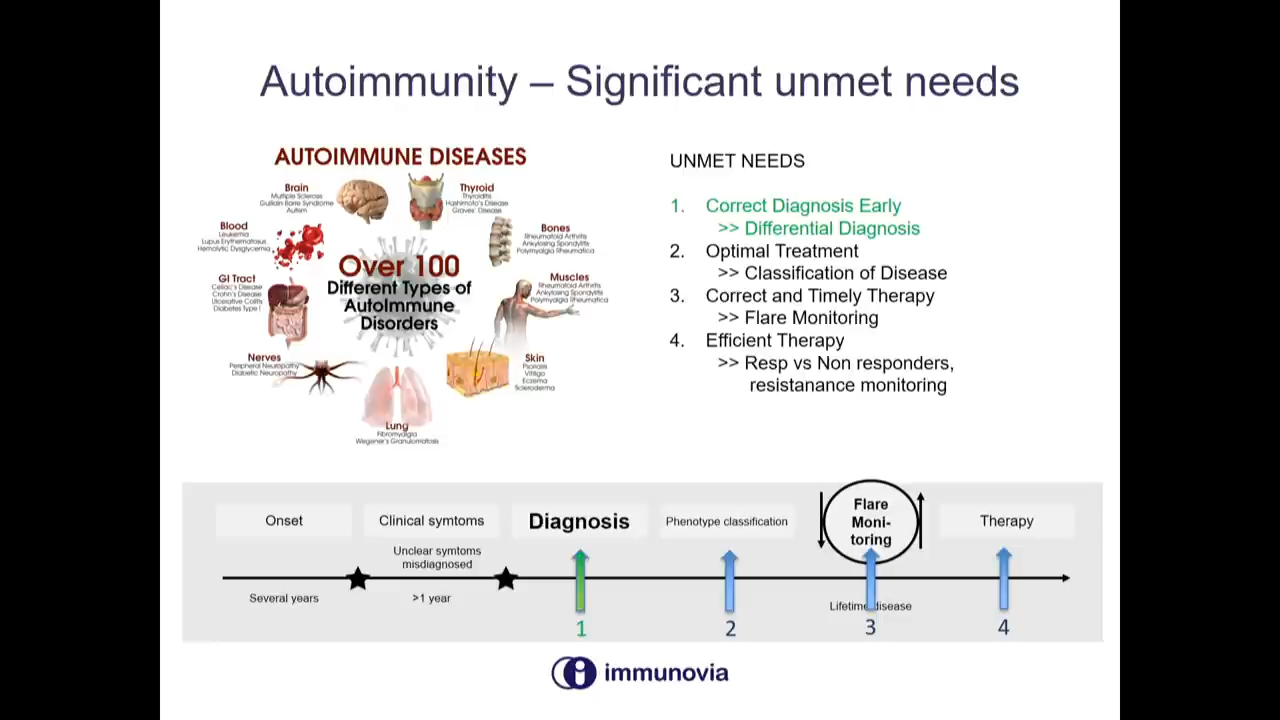 Autoimmunity – Significant unmet needs
AUTOIMMUNE DISEASES
Brain
Multiple Sclerosis
Guiliain Barre Syndrome
Autism
Thyroid
Thyroiditis
Hashimoto's Disease
Graves' Disease
Blood
Leukemia
Lupus Erythematosus
Hemolytic Dysglycemia
Bones
Rheumatoid Arthritis
Ankylosing Spondylitis
Polymyalgia Rheumatica
Over 100
Different Types of
AutoImmune
Disorders
GI Tract
Celiac's Disease
Crohn's Disease
Ulcerative Colitis
Diabetes Type I
Muscles
Rheumatoid Arthritis
Ankylosing Spondylitis
Polymyalgia Rheumatica
Nerves
Peripheral Neuropathy
Diabetic Neuropathy
Skin
Psoriasis
Vitiligo
Eczema
Scleroderma
Lung
Fibromyalgia
Wegener's Granulomatosis
UNMET NEEDS
1. Correct Diagnosis Early
>> Differential Diagnosis
2. Optimal Treatment
>> Classification of Disease
3. Correct and Timely Therapy
>> Flare Monitoring
4. Efficient Therapy
>> Resp vs Non responders,
resistanance monitoring
Onset
Clinical symtoms
Diagnosis
Phenotype classification
Flare
Moni-
toring
Therapy
Unclear symtoms
misdiagnosed
Several years
>1 year
Lifetime disease
1
2
3
4
immunovia